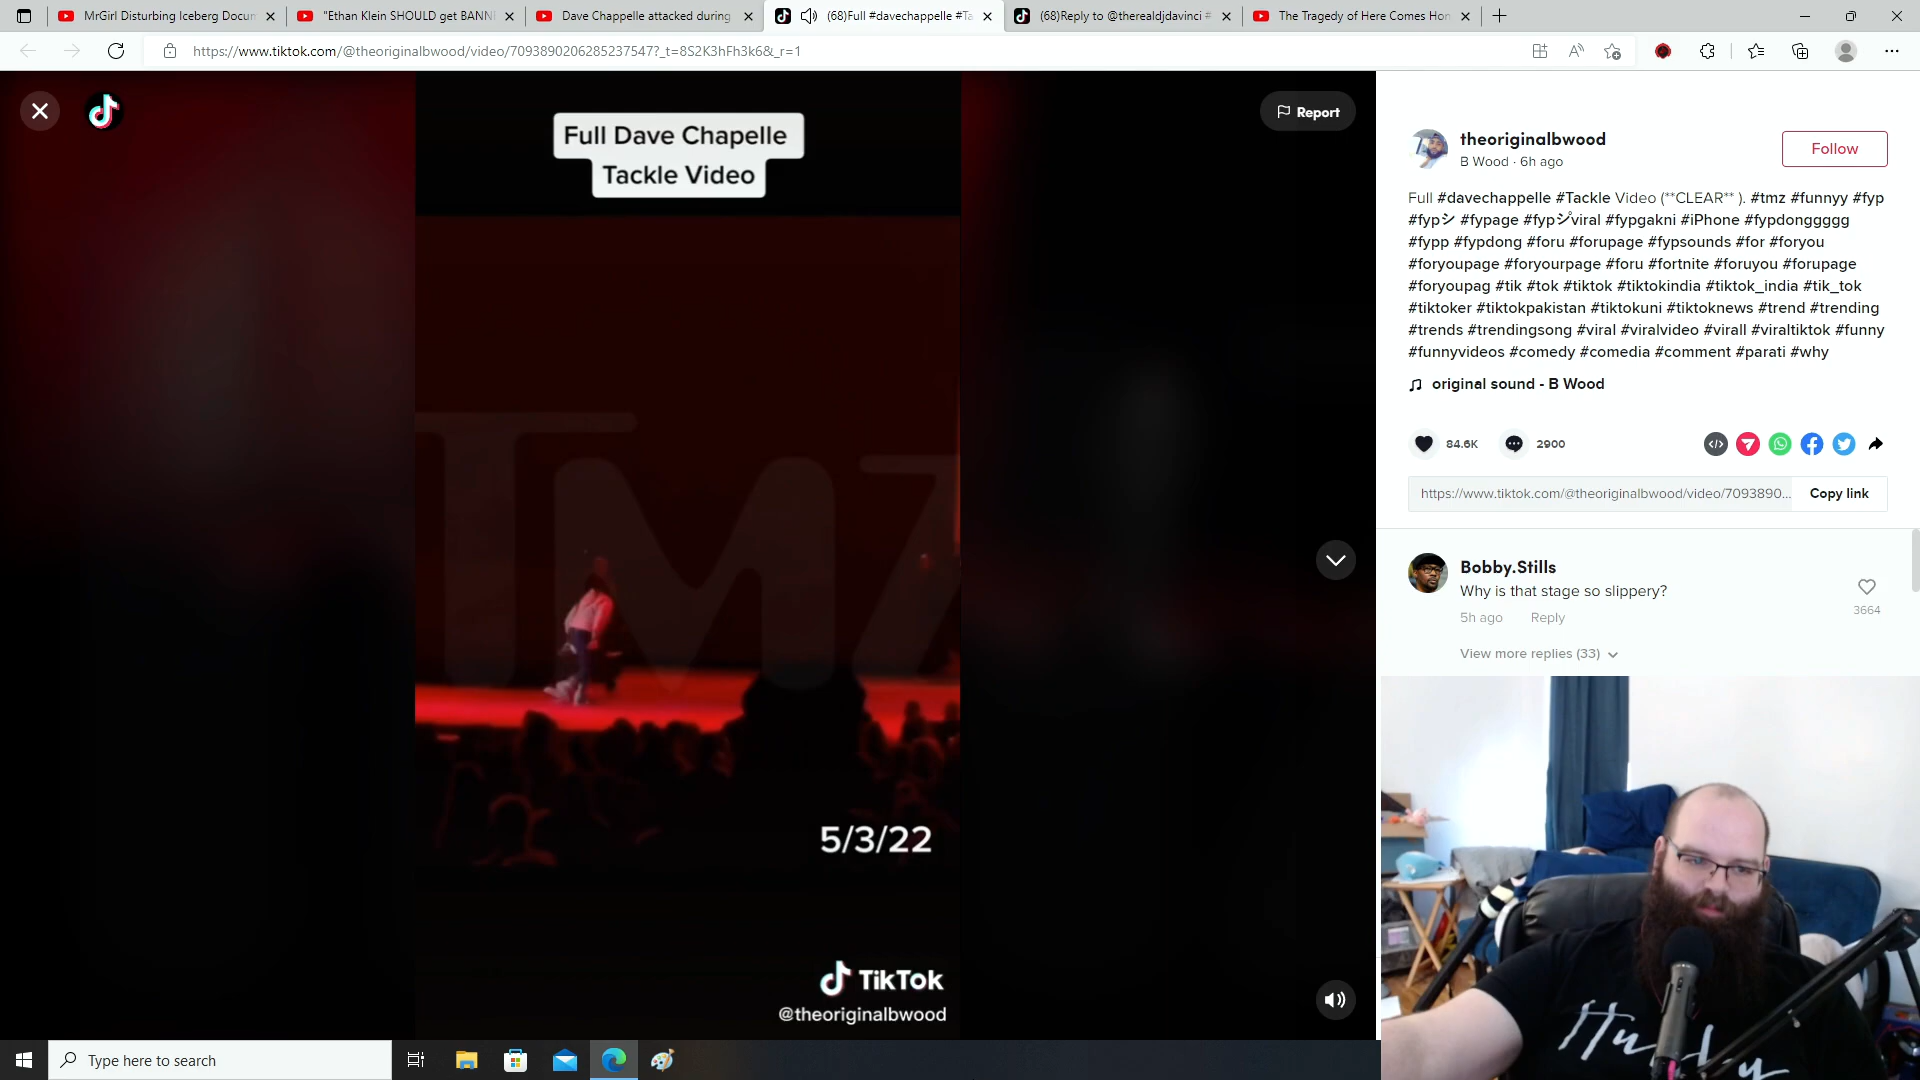 MrGirl Disturbing Iceberg Docum
"Ethan Klein SHOULD get BANN
Dave Chappelle attacked during
(68)Full #davechappelle #Ta
(68)Reply to @therealdjdavinci #
The Tragedy of Here Comes Hon
https://www.tiktok.com/@theoriginalbwood/video/7093890206285237547?_t=8S2K3hFh3k6&_r=1
Report
Full Dave Chapelle
Tackle Video
TMZ
5/3/22
TikTok
@theoriginalbwood
theoriginalbwood
B Wood · 6h ago
Follow
Full #davechappelle #Tackle Video (**CLEAR** ). #tmz #funnyy #fyp
#fypシ #fypage #fypシ゚viral #fypgakni #iPhone #fypdonggggg
#fypp #fypdong #foru #forupage #fypsounds #for #foryou
#foryoupage #foryourpage #foru #fortnite #foruyou #forupage
#foryoupag #tik #tok #tiktok #tiktokindia #tiktok_india #tik_tok
#tiktoker #tiktokpakistan #tiktokuni #tiktoknews #trend #trending
#trends #trendingsong #viral #viralvideo #virall #viraltiktok #funny
#funnyvideos #comedy #comedia #comment #parati #why
original sound - B Wood
84.6K
2900
https://www.tiktok.com/@theoriginalbwood/video/7093890...
Copy link
Bobby.Stills
Why is that stage so slippery?
5h ago Reply
3664
View more replies (33)
Type here to search